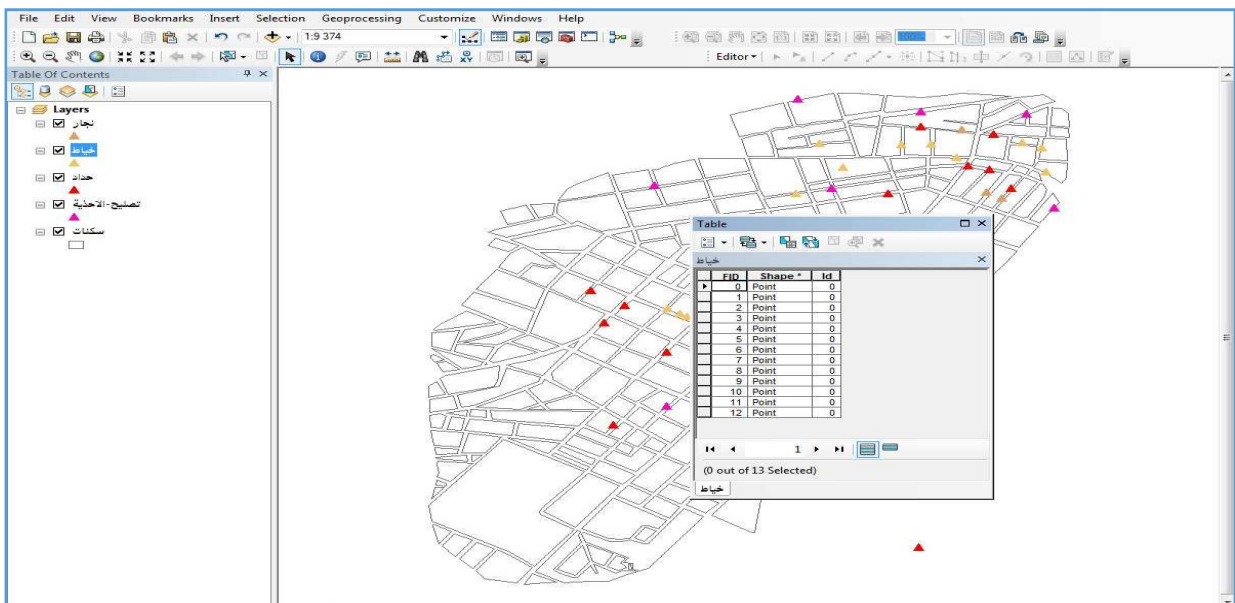 File Edit View Bookmarks Insert Selection Geoprocessing Customize Windows Help
1:9 374
100%
Editor
Table Of Contents
Layers
نجار
خياط
حداد
تصليح-الاحذية
سكنات
Table
خياط
FID Shape * Id
0 Point 0
1 Point 0
2 Point 0
3 Point 0
4 Point 0
5 Point 0
6 Point 0
7 Point 0
8 Point 0
9 Point 0
10 Point 0
11 Point 0
12 Point 0
1
(0 out of 13 Selected)
خياط